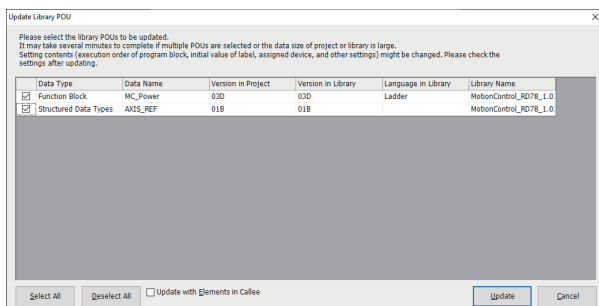 Update Library POU
Please select the library POUs to be updated.
It may take several minutes to complete if multiple POUs are selected or the data size of project or library is large.
Setting contents (execution order of program block, initial value of label, assigned device, and other settings) might be changed. Please check the
settings after updating.
Data Type Data Name Version in Project Version in Library Language in Library Library Name
Function Block MC_Power 03D 03D Ladder MotionControl_RD78_1.0
Structured Data Types AXIS_REF 01B 01B MotionControl_RD78_1.0
Select All Deselect All Update with Elements in Callee Update Cancel